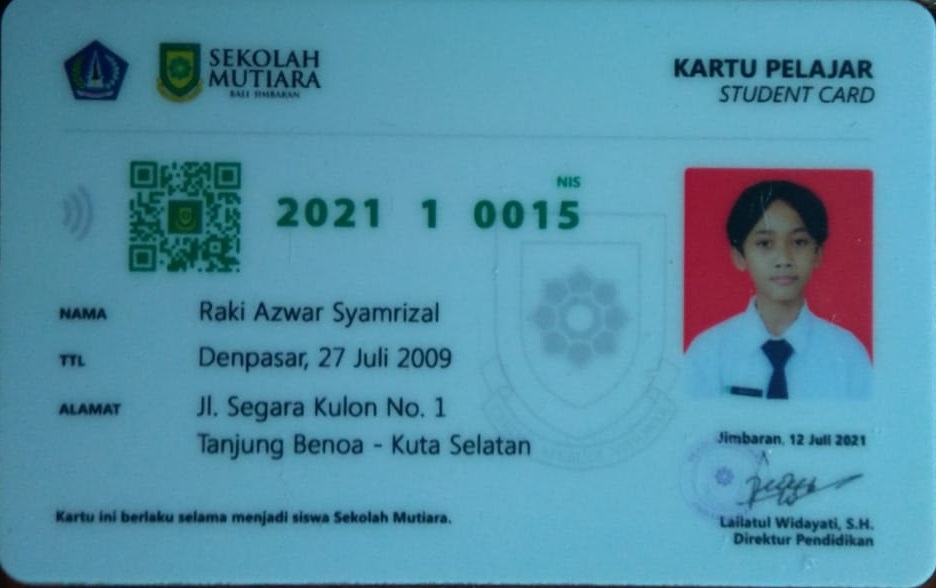 SEKOLAH
MUTIARA
BALI JIMBARAN
KARTU PELAJAR
STUDENT CARD
NIS
2021 1 0015
NAMA Raki Azwar Syamrizal
TTL Denpasar, 27 Juli 2009
ALAMAT Jl. Segara Kulon No. 1
Tanjung Benoa - Kuta Selatan
Jimbaran, 12 Juli 2021
Lailatul Widayati, S.H.
Direktur Pendidikan
Kartu ini berlaku selama menjadi siswa Sekolah Mutiara.